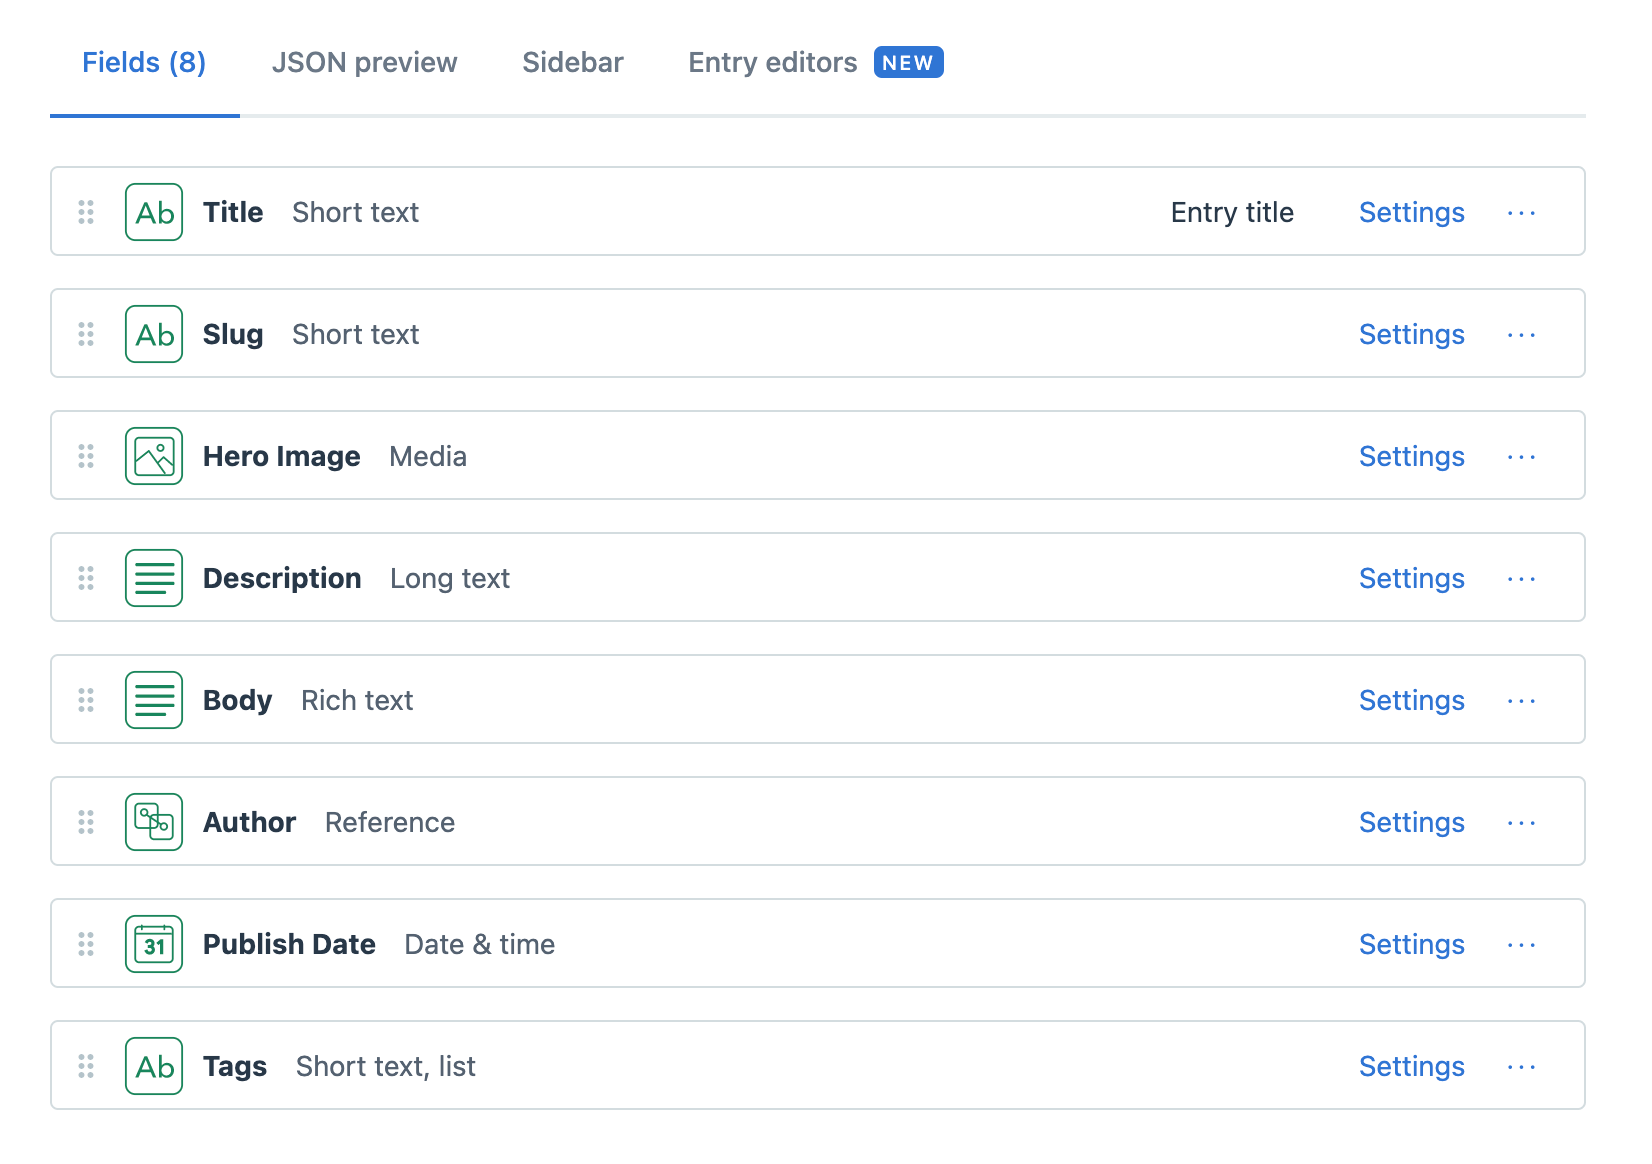 Fields (8) JSON preview Sidebar Entry editors NEW
Ab Title Short text Entry title Settings ···
Ab Slug Short text Settings ···
Hero Image Media Settings ···
Description Long text Settings ···
Body Rich text Settings ···
Author Reference Settings ···
31 Publish Date Date & time Settings ···
Ab Tags Short text, list Settings ···